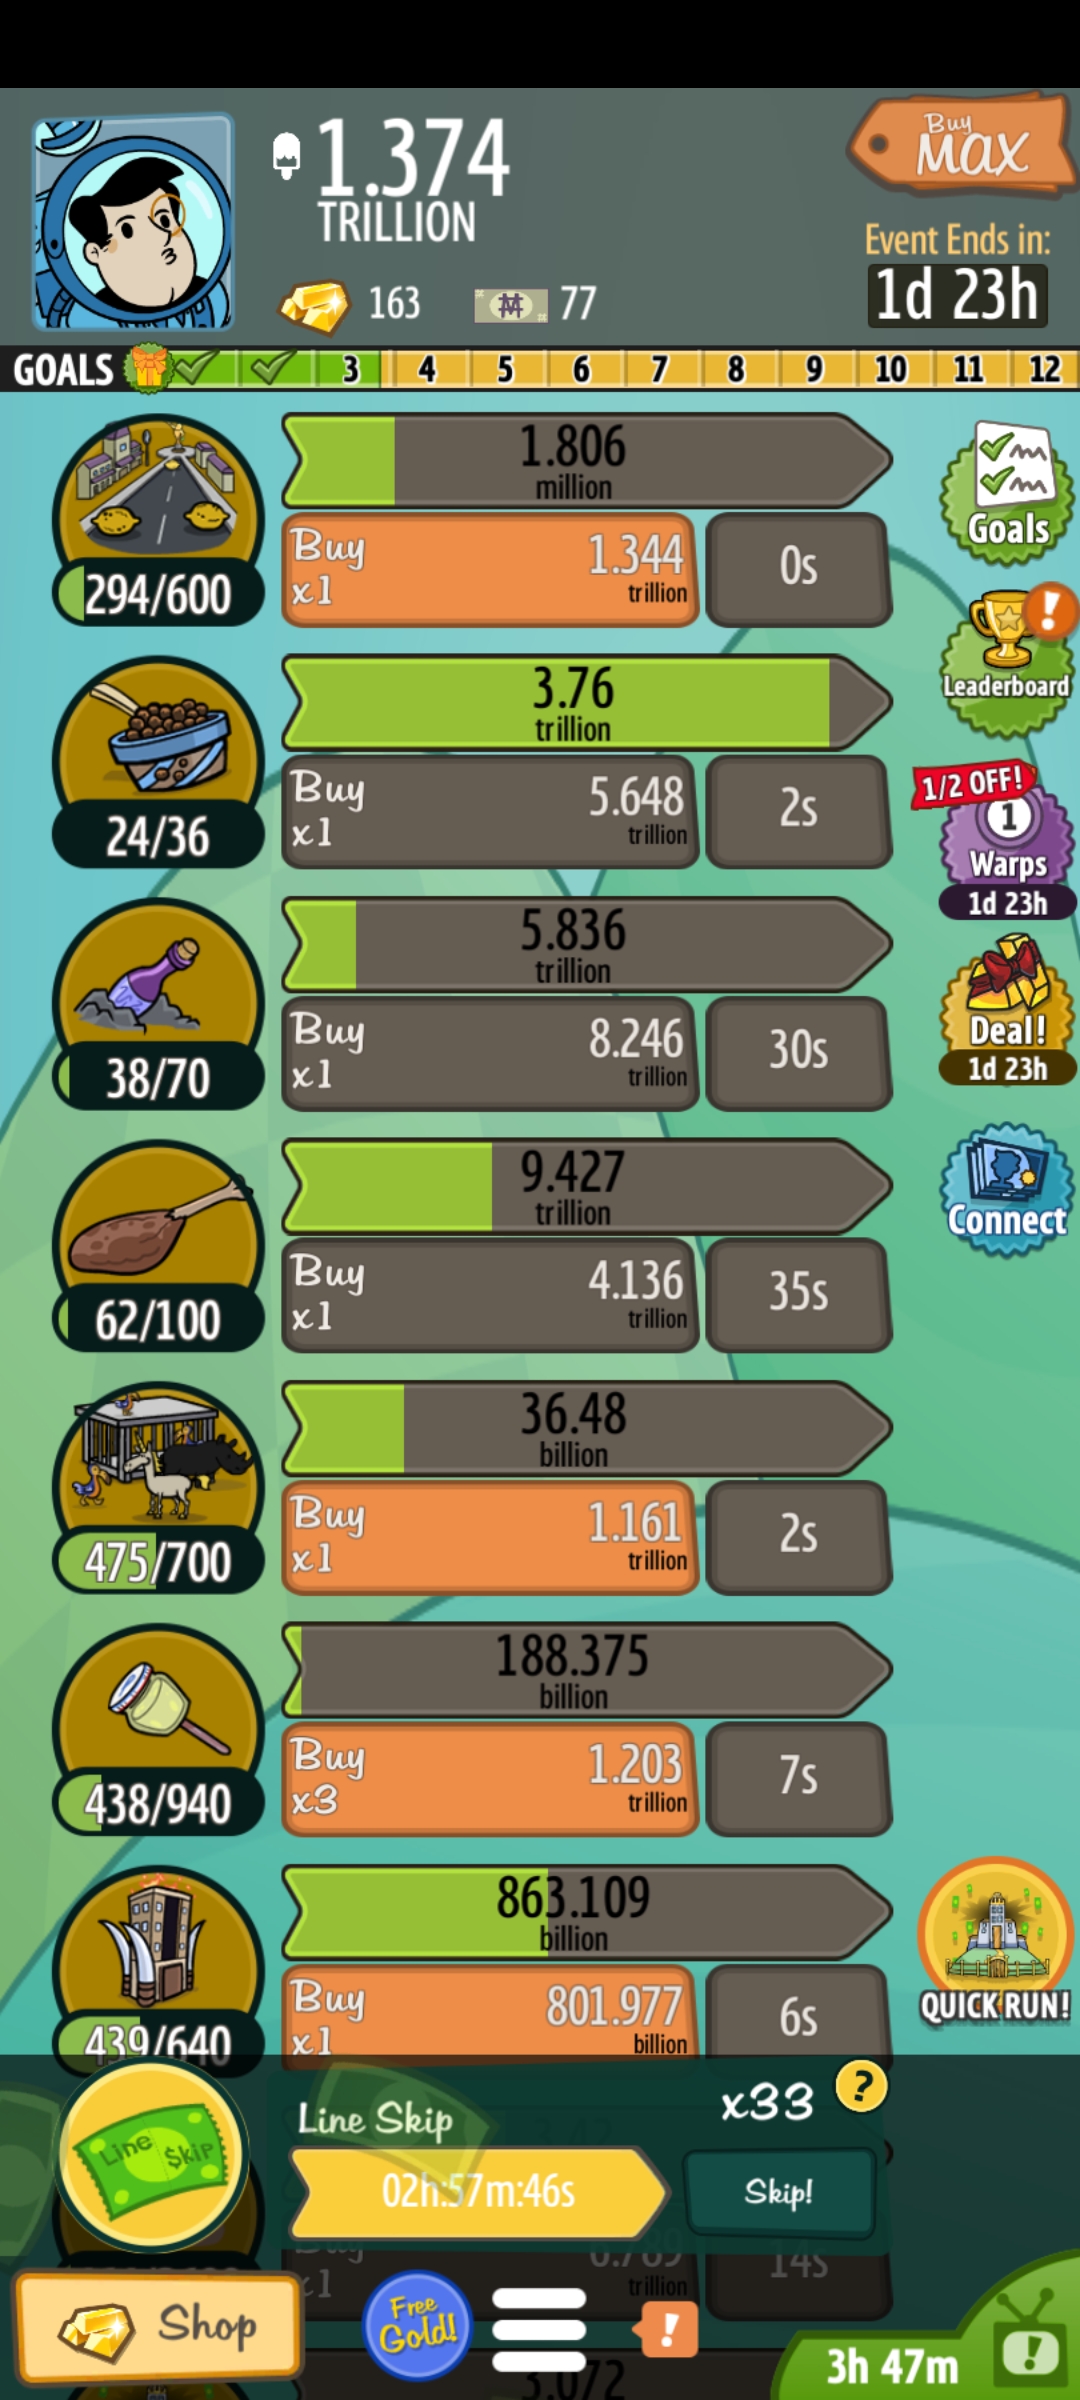 1.374
TRILLION
Buy
Max
Event Ends in:
1d 23h
163
77
GOALS
3 4 5 6 7 8 9 10 11 12
1.806
million
Buy
x1
1.344
trillion
0s
294/600
Goals
Leaderboard
3.76
trillion
Buy
x1
5.648
trillion
2s
24/36
1/2 OFF!
1
Warps
1d 23h
5.836
trillion
Buy
x1
8.246
trillion
30s
38/70
Deal!
1d 23h
9.427
trillion
Buy
x1
4.136
trillion
35s
62/100
Connect
36.48
billion
Buy
x1
1.161
trillion
2s
475/700
188.375
billion
Buy
x3
1.203
trillion
7s
438/940
863.109
billion
Buy
x1
801.977
billion
6s
439/640
QUICK RUN!
Line $kip
Line Skip
x33
?
02h:57m:46s
Skip!
trillion
14s
Shop
Free
Gold!
!
3h 47m
!
3.072